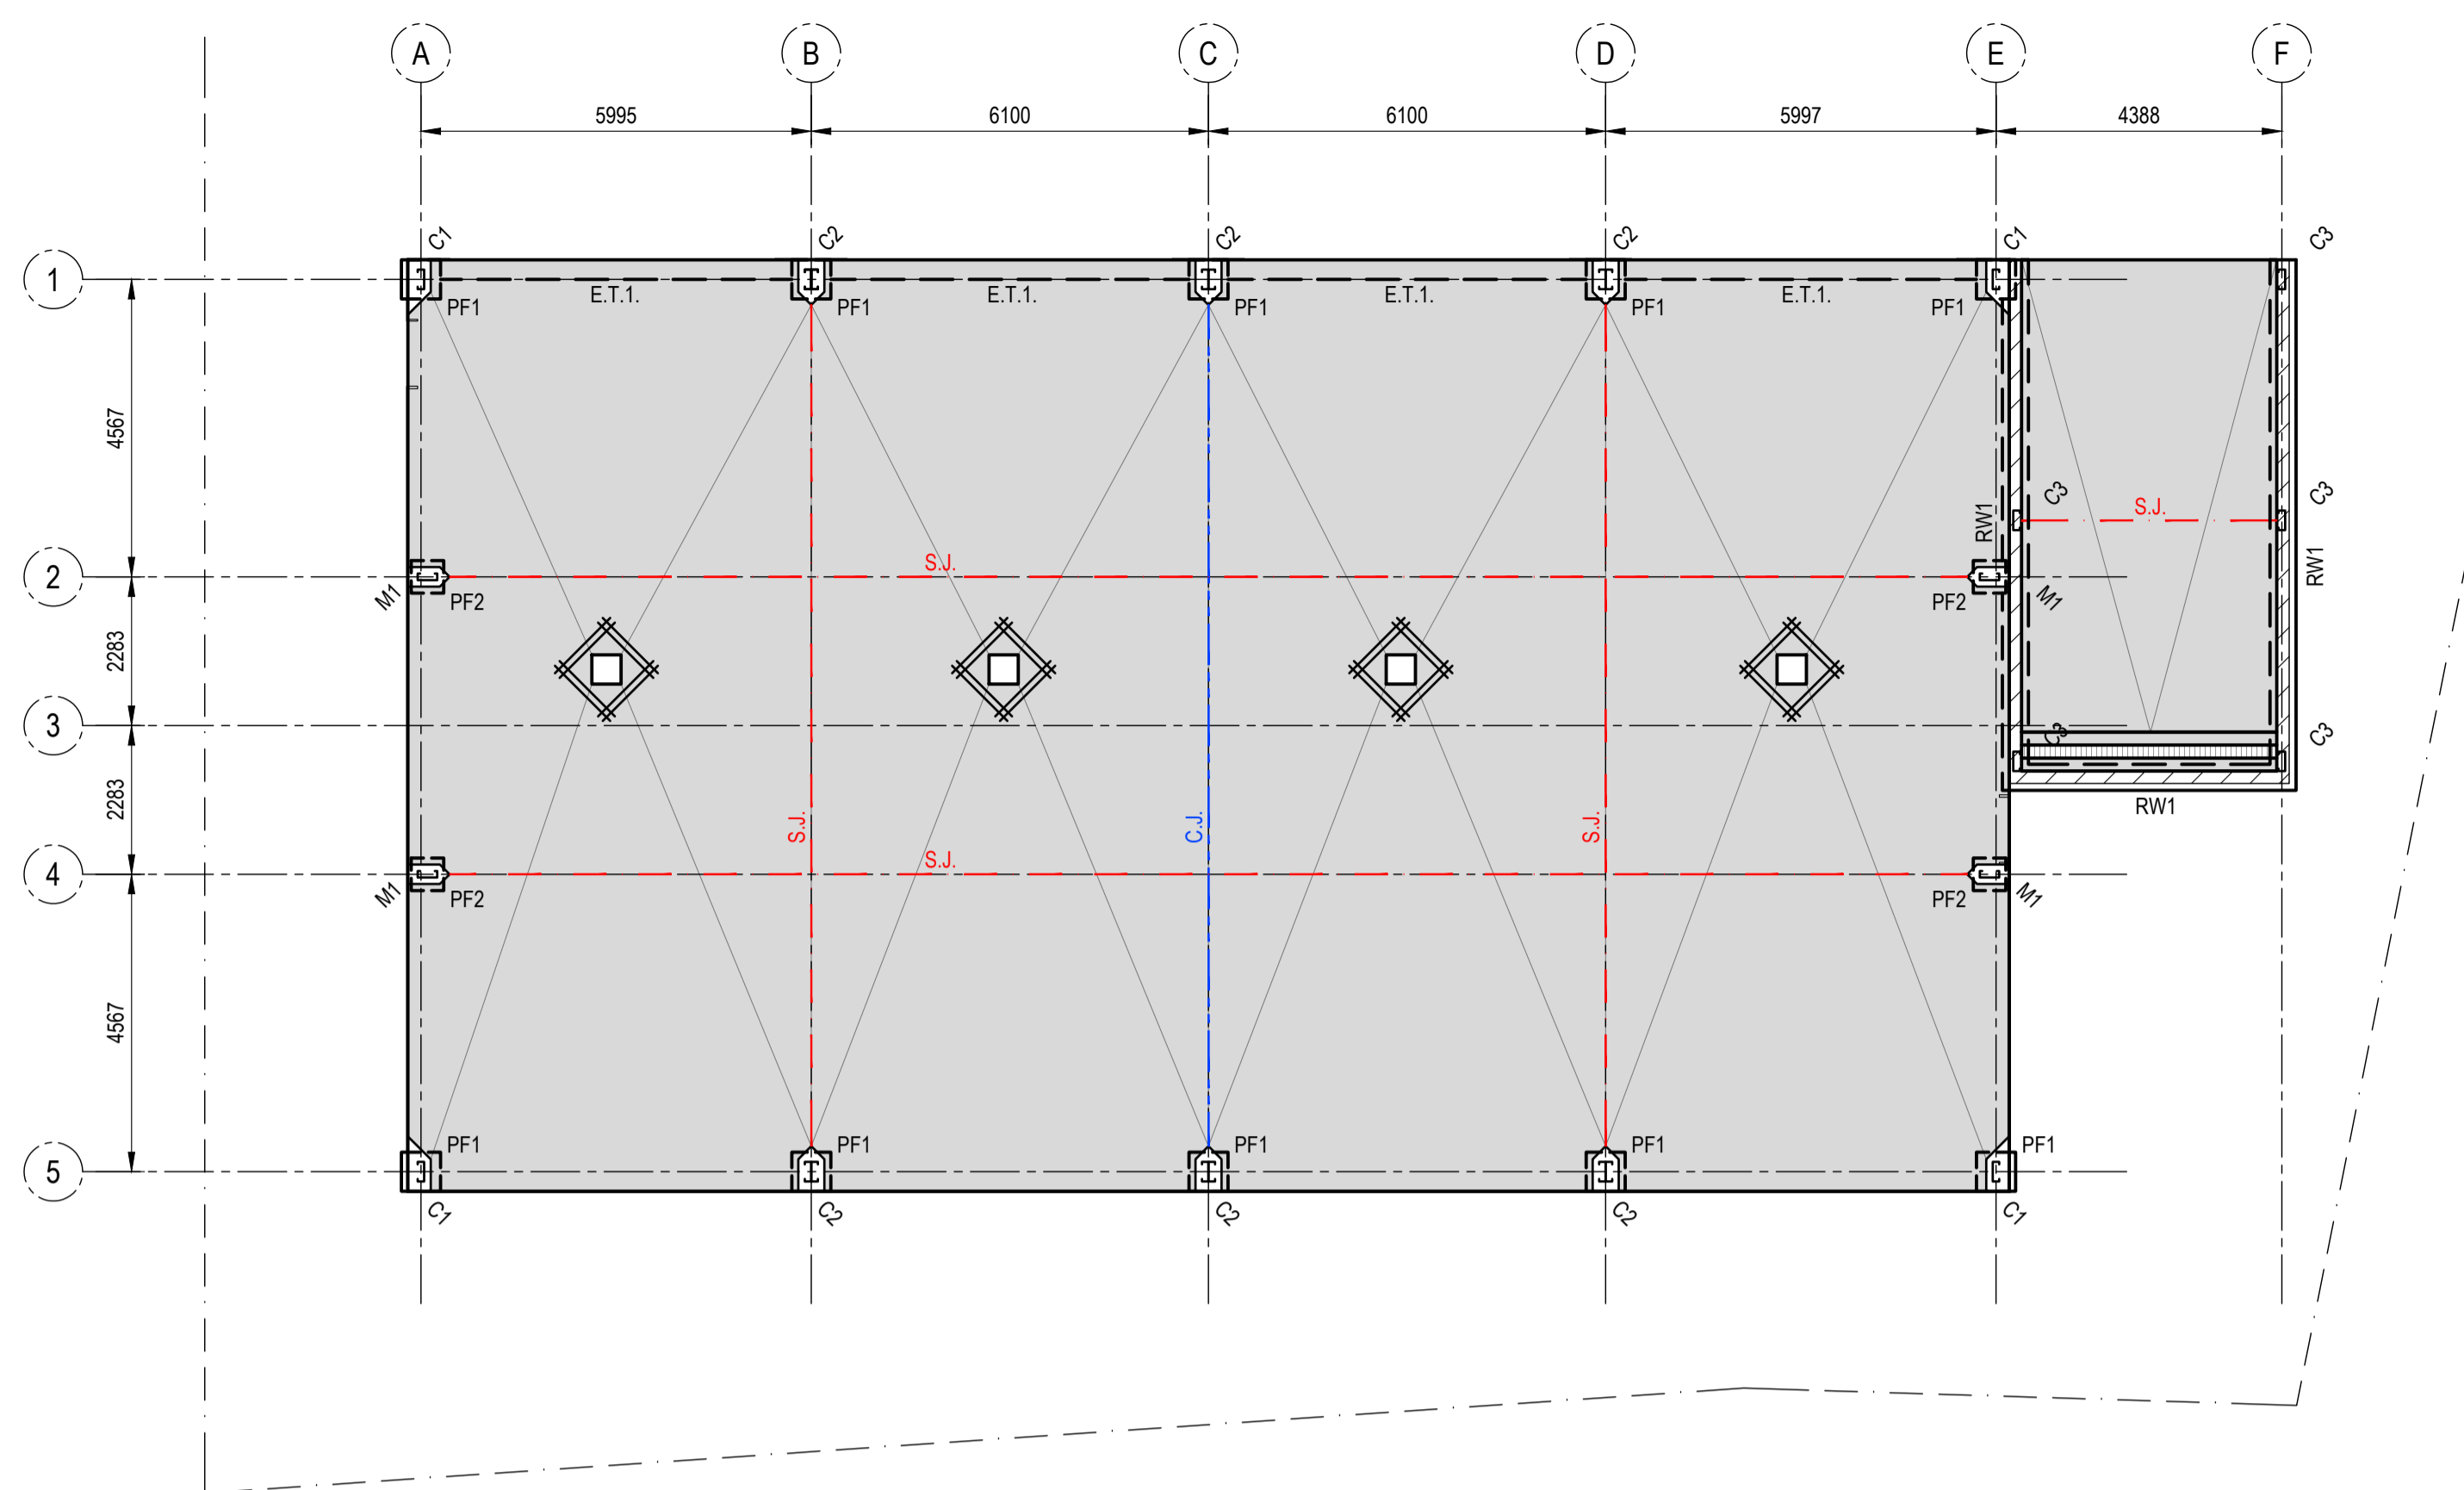 A
B
C
D
E
F
5995
6100
6100
5997
4388
C1
C2
C2
C2
C1
C3
1
E.T.1.
E.T.1.
E.T.1.
E.T.1.
PF1
PF1
PF1
PF1
PF1
4567
C3
C3
S.J.
RW1
S.J.
RW1
2
M1
PF2
PF2
M1
2283
3
C3
C3
2283
S.J.
C.J.
S.J.
RW1
S.J.
4
M1
PF2
PF2
M1
4567
PF1
PF1
PF1
PF1
PF1
5
C1
C2
C2
C2
C1